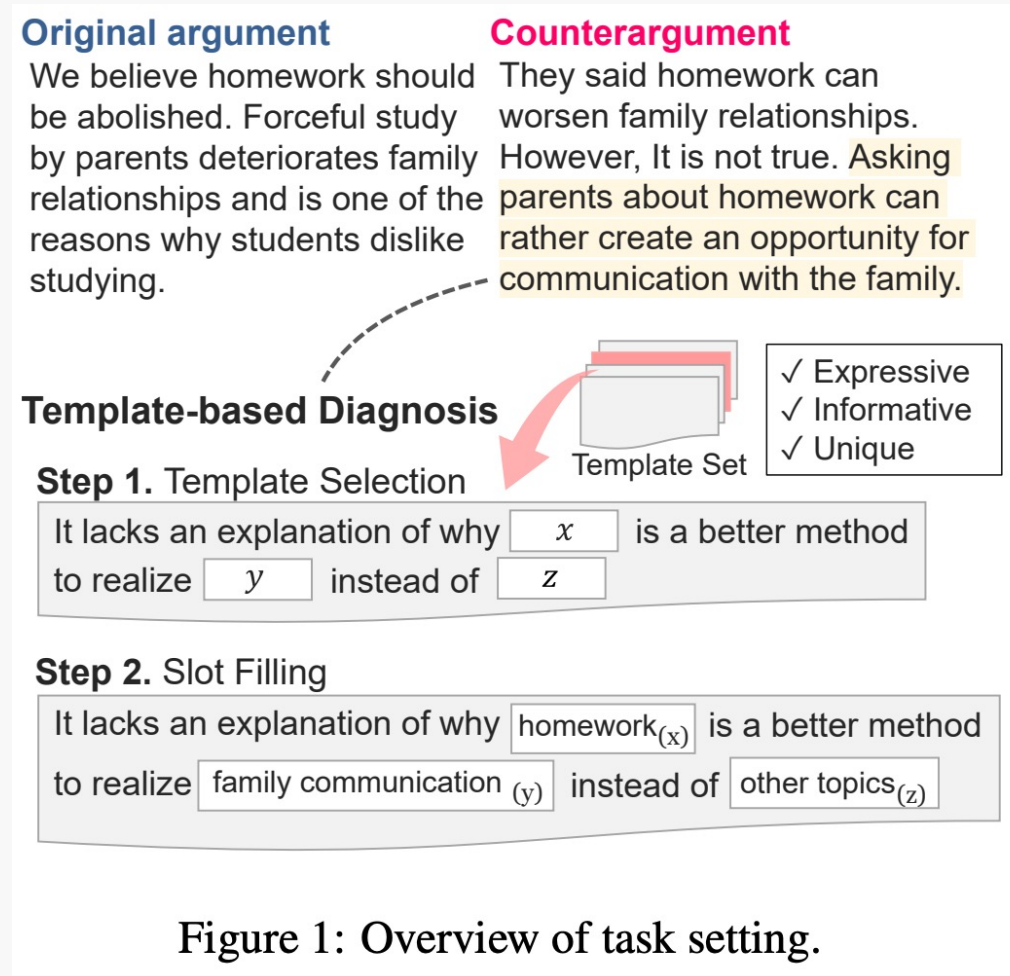 Original argument
We believe homework should
be abolished. Forceful study
by parents deteriorates family
relationships and is one of the
reasons why students dislike
studying.
Counterargument
They said homework can
worsen family relationships.
However, It is not true. Asking
parents about homework can
rather create an opportunity for
communication with the family.
Template-based Diagnosis
Template Set
✓ Expressive
✓ Informative
✓ Unique
Step 1. Template Selection
It lacks an explanation of why x is a better method
to realize y instead of z
Step 2. Slot Filling
It lacks an explanation of why homework(x) is a better method
to realize family communication (y) instead of other topics(z)
Figure 1: Overview of task setting.